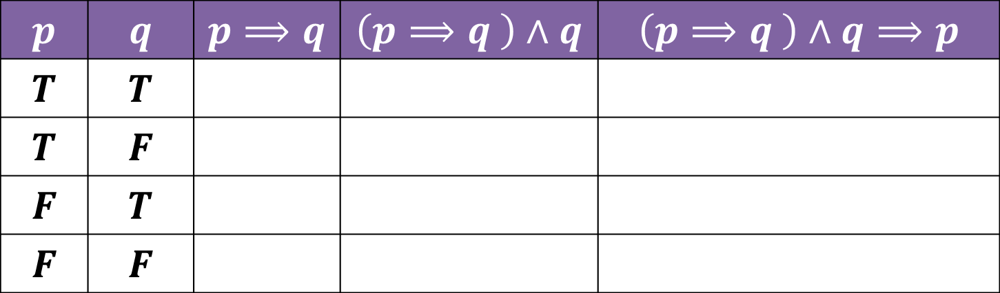 p q p ⟹ q (p ⟹ q ) ∧ q (p ⟹ q ) ∧ q ⟹ p
T T
T F
F T
F F